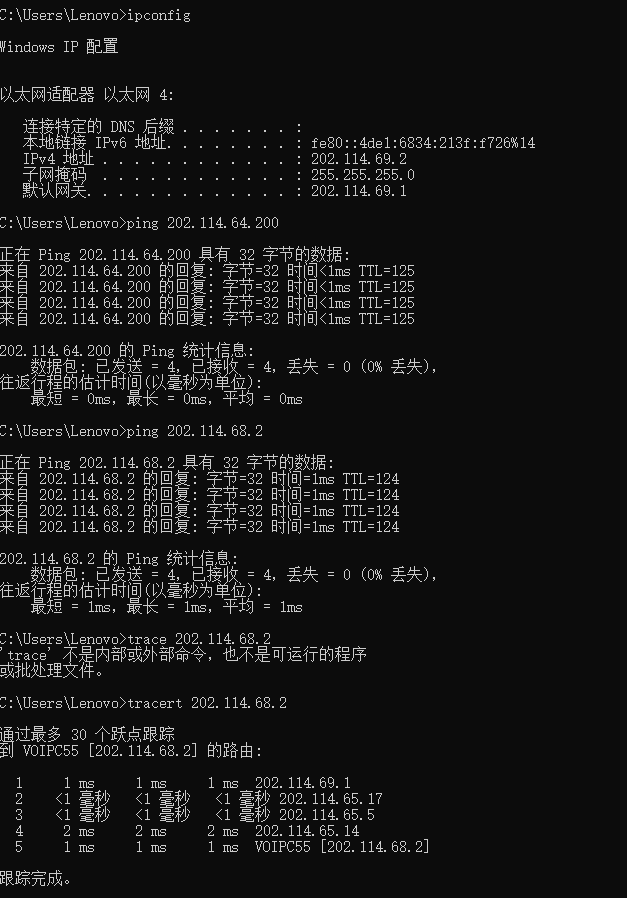 C:\Users\Lenovo>ipconfig
Windows IP 配置
以太网适配器 以太网 4:
连接特定的 DNS 后缀 . . . . . . . :
本地链接 IPv6 地址. . . . . . . . : fe80::4de1:6834:213f:f726%14
IPv4 地址 . . . . . . . . . . . . : 202.114.69.2
子网掩码 . . . . . . . . . . . . : 255.255.255.0
默认网关. . . . . . . . . . . . . : 202.114.69.1
C:\Users\Lenovo>ping 202.114.64.200
正在 Ping 202.114.64.200 具有 32 字节的数据:
来自 202.114.64.200 的回复: 字节=32 时间<1ms TTL=125
来自 202.114.64.200 的回复: 字节=32 时间<1ms TTL=125
来自 202.114.64.200 的回复: 字节=32 时间<1ms TTL=125
来自 202.114.64.200 的回复: 字节=32 时间<1ms TTL=125
202.114.64.200 的 Ping 统计信息:
数据包: 已发送 = 4，已接收 = 4，丢失 = 0 (0% 丢失)，
往返行程的估计时间(以毫秒为单位):
最短 = 0ms，最长 = 0ms，平均 = 0ms
C:\Users\Lenovo>ping 202.114.68.2
正在 Ping 202.114.68.2 具有 32 字节的数据:
来自 202.114.68.2 的回复: 字节=32 时间=1ms TTL=124
来自 202.114.68.2 的回复: 字节=32 时间=1ms TTL=124
来自 202.114.68.2 的回复: 字节=32 时间=1ms TTL=124
来自 202.114.68.2 的回复: 字节=32 时间=1ms TTL=124
202.114.68.2 的 Ping 统计信息:
数据包: 已发送 = 4，已接收 = 4，丢失 = 0 (0% 丢失)，
往返行程的估计时间(以毫秒为单位):
最短 = 1ms，最长 = 1ms，平均 = 1ms
C:\Users\Lenovo>trace 202.114.68.2
'trace' 不是内部或外部命令，也不是可运行的程序
或批处理文件。
C:\Users\Lenovo>tracert 202.114.68.2
通过最多 30 个跃点跟踪
到 VOIPC55 [202.114.68.2] 的路由:
1 1 ms 1 ms 1 ms 202.114.69.1
2 <1 毫秒 <1 毫秒 <1 毫秒 202.114.65.17
3 <1 毫秒 <1 毫秒 <1 毫秒 202.114.65.5
4 2 ms 2 ms 2 ms 202.114.65.14
5 1 ms 1 ms 1 ms VOIPC55 [202.114.68.2]
跟踪完成。